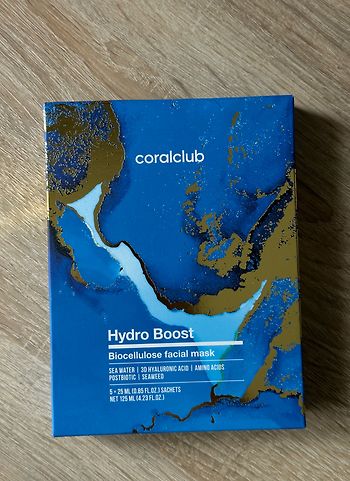 coralclub
Hydro Boost
Biocellulose facial mask
SEA WATER | 3D HYALURONIC ACID | AMINO ACIDS
POSTBIOTIC | SEAWEED
5 × 25 ML (0.85 FL.OZ.) SACHETS
NET 125 ML (4.23 FL.OZ.)